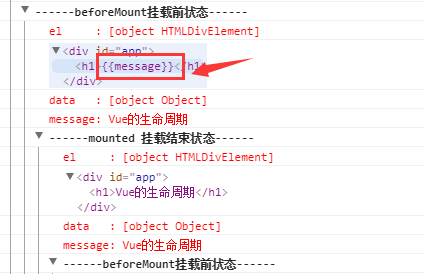 ------beforeMount挂载前状态------
el     : [object HTMLDivElement]
<div id="app">
<h1>{{message}}</h1>
</div>
data   : [object Object]
message: Vue的生命周期
------mounted 挂载结束状态------
el     : [object HTMLDivElement]
<div id="app">
<h1>Vue的生命周期</h1>
</div>
data   : [object Object]
message: Vue的生命周期
------beforeMount挂载前状态------